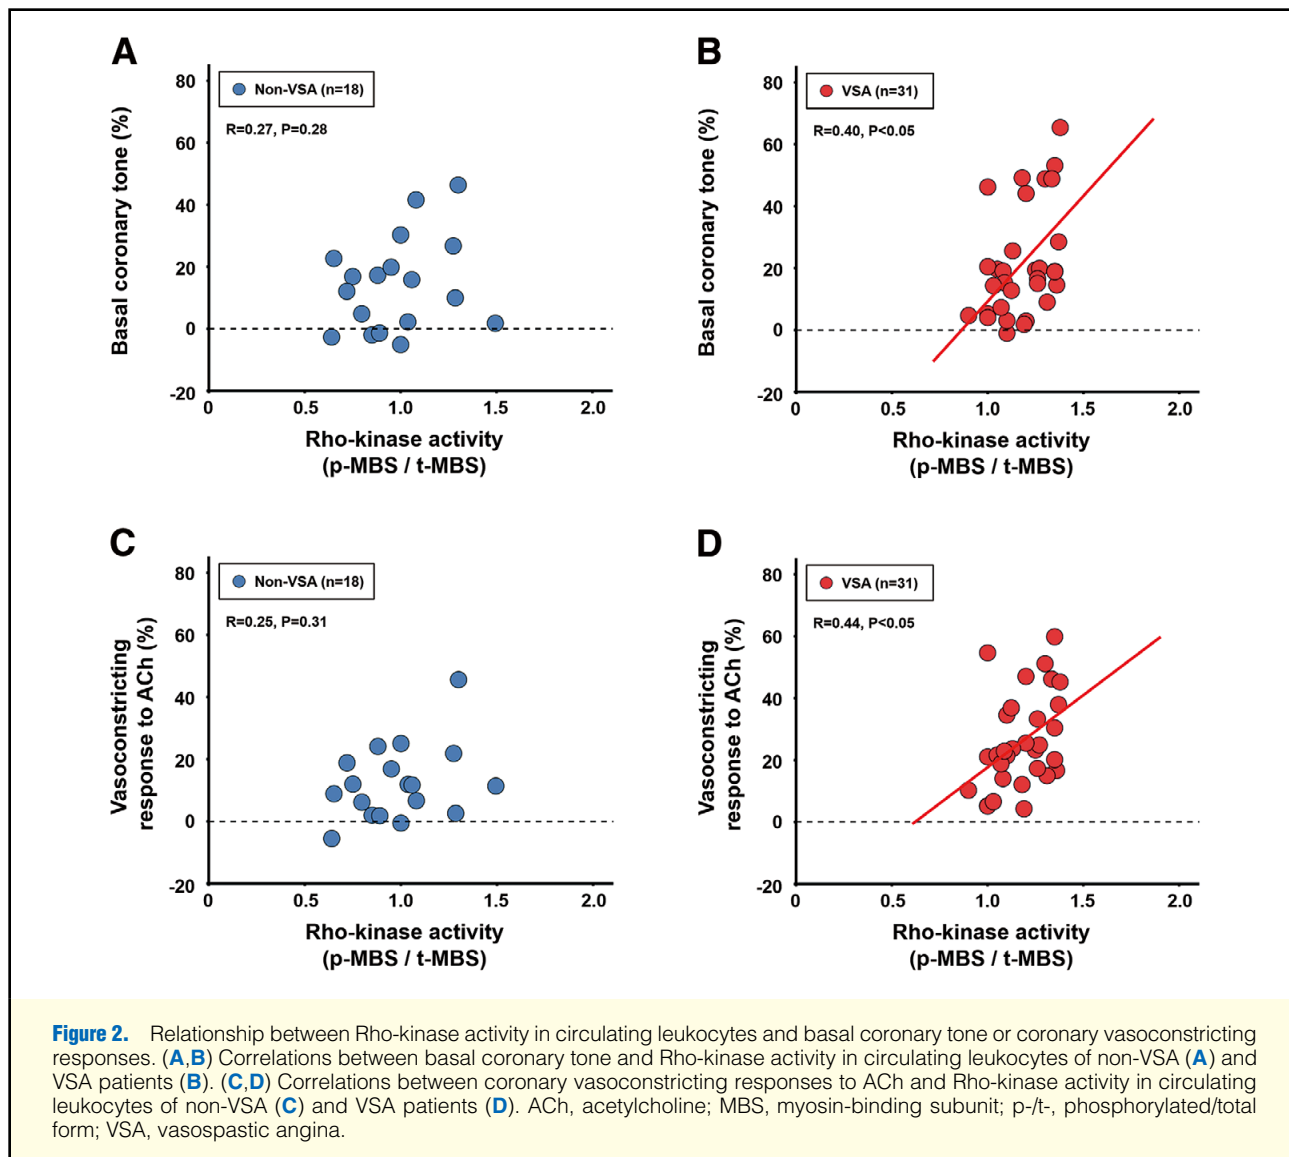 A
Non-VSA (n=18)
R=0.27, P=0.28
Basal coronary tone (%)
80
60
40
20
0
-20
0 0.5 1.0 1.5 2.0
Rho-kinase activity
(p-MBS / t-MBS)
B
VSA (n=31)
R=0.40, P<0.05
Basal coronary tone (%)
80
60
40
20
0
-20
0 0.5 1.0 1.5 2.0
Rho-kinase activity
(p-MBS / t-MBS)
C
Non-VSA (n=18)
R=0.25, P=0.31
Vasoconstricting
response to ACh (%)
80
60
40
20
0
-20
0 0.5 1.0 1.5 2.0
Rho-kinase activity
(p-MBS / t-MBS)
D
VSA (n=31)
R=0.44, P<0.05
Vasoconstricting
response to ACh (%)
80
60
40
20
0
-20
0 0.5 1.0 1.5 2.0
Rho-kinase activity
(p-MBS / t-MBS)
Figure 2. Relationship between Rho-kinase activity in circulating leukocytes and basal coronary tone or coronary vasoconstricting
responses. (A,B) Correlations between basal coronary tone and Rho-kinase activity in circulating leukocytes of non-VSA (A) and
VSA patients (B). (C,D) Correlations between coronary vasoconstricting responses to ACh and Rho-kinase activity in circulating
leukocytes of non-VSA (C) and VSA patients (D). ACh, acetylcholine; MBS, myosin-binding subunit; p-/t-, phosphorylated/total
form; VSA, vasospastic angina.